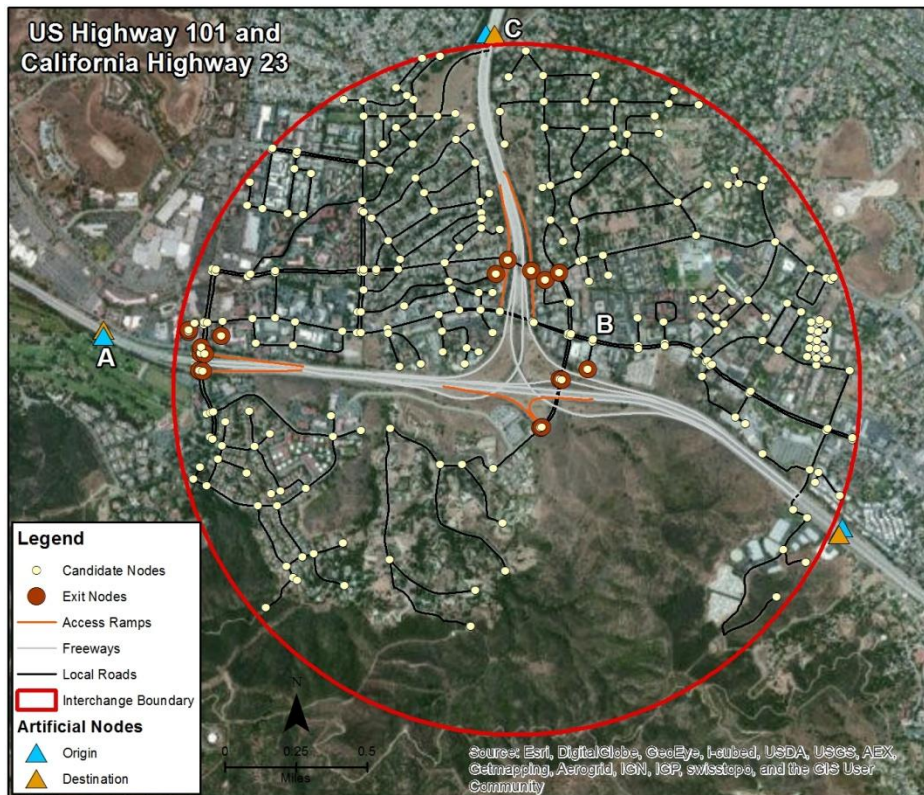 US Highway 101 and
California Highway 23
C
A
B
Legend
Candidate Nodes
Exit Nodes
Access Ramps
Freeways
Local Roads
Interchange Boundary
Artificial Nodes
Origin
Destination
N
0 0.25 0.5
Miles
Source: Esri, DigitalGlobe, GeoEye, i-cubed, USDA, USGS, AEX,
Getmapping, Aerogrid, IGN, IGP, swisstopo, and the GIS User
Community